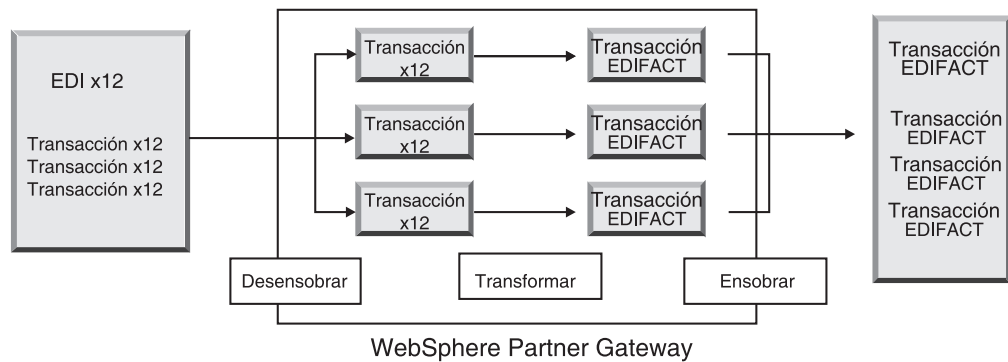 EDI x12
Transacción x12
Transacción x12
Transacción x12
Transacción
x12
Transacción
EDIFACT
Transacción
x12
Transacción
EDIFACT
Transacción
x12
Transacción
EDIFACT
Desensobrar
Transformar
Ensobrar
Transacción
EDIFACT
Transacción
EDIFACT
Transacción
EDIFACT
Transacción
EDIFACT
WebSphere Partner Gateway